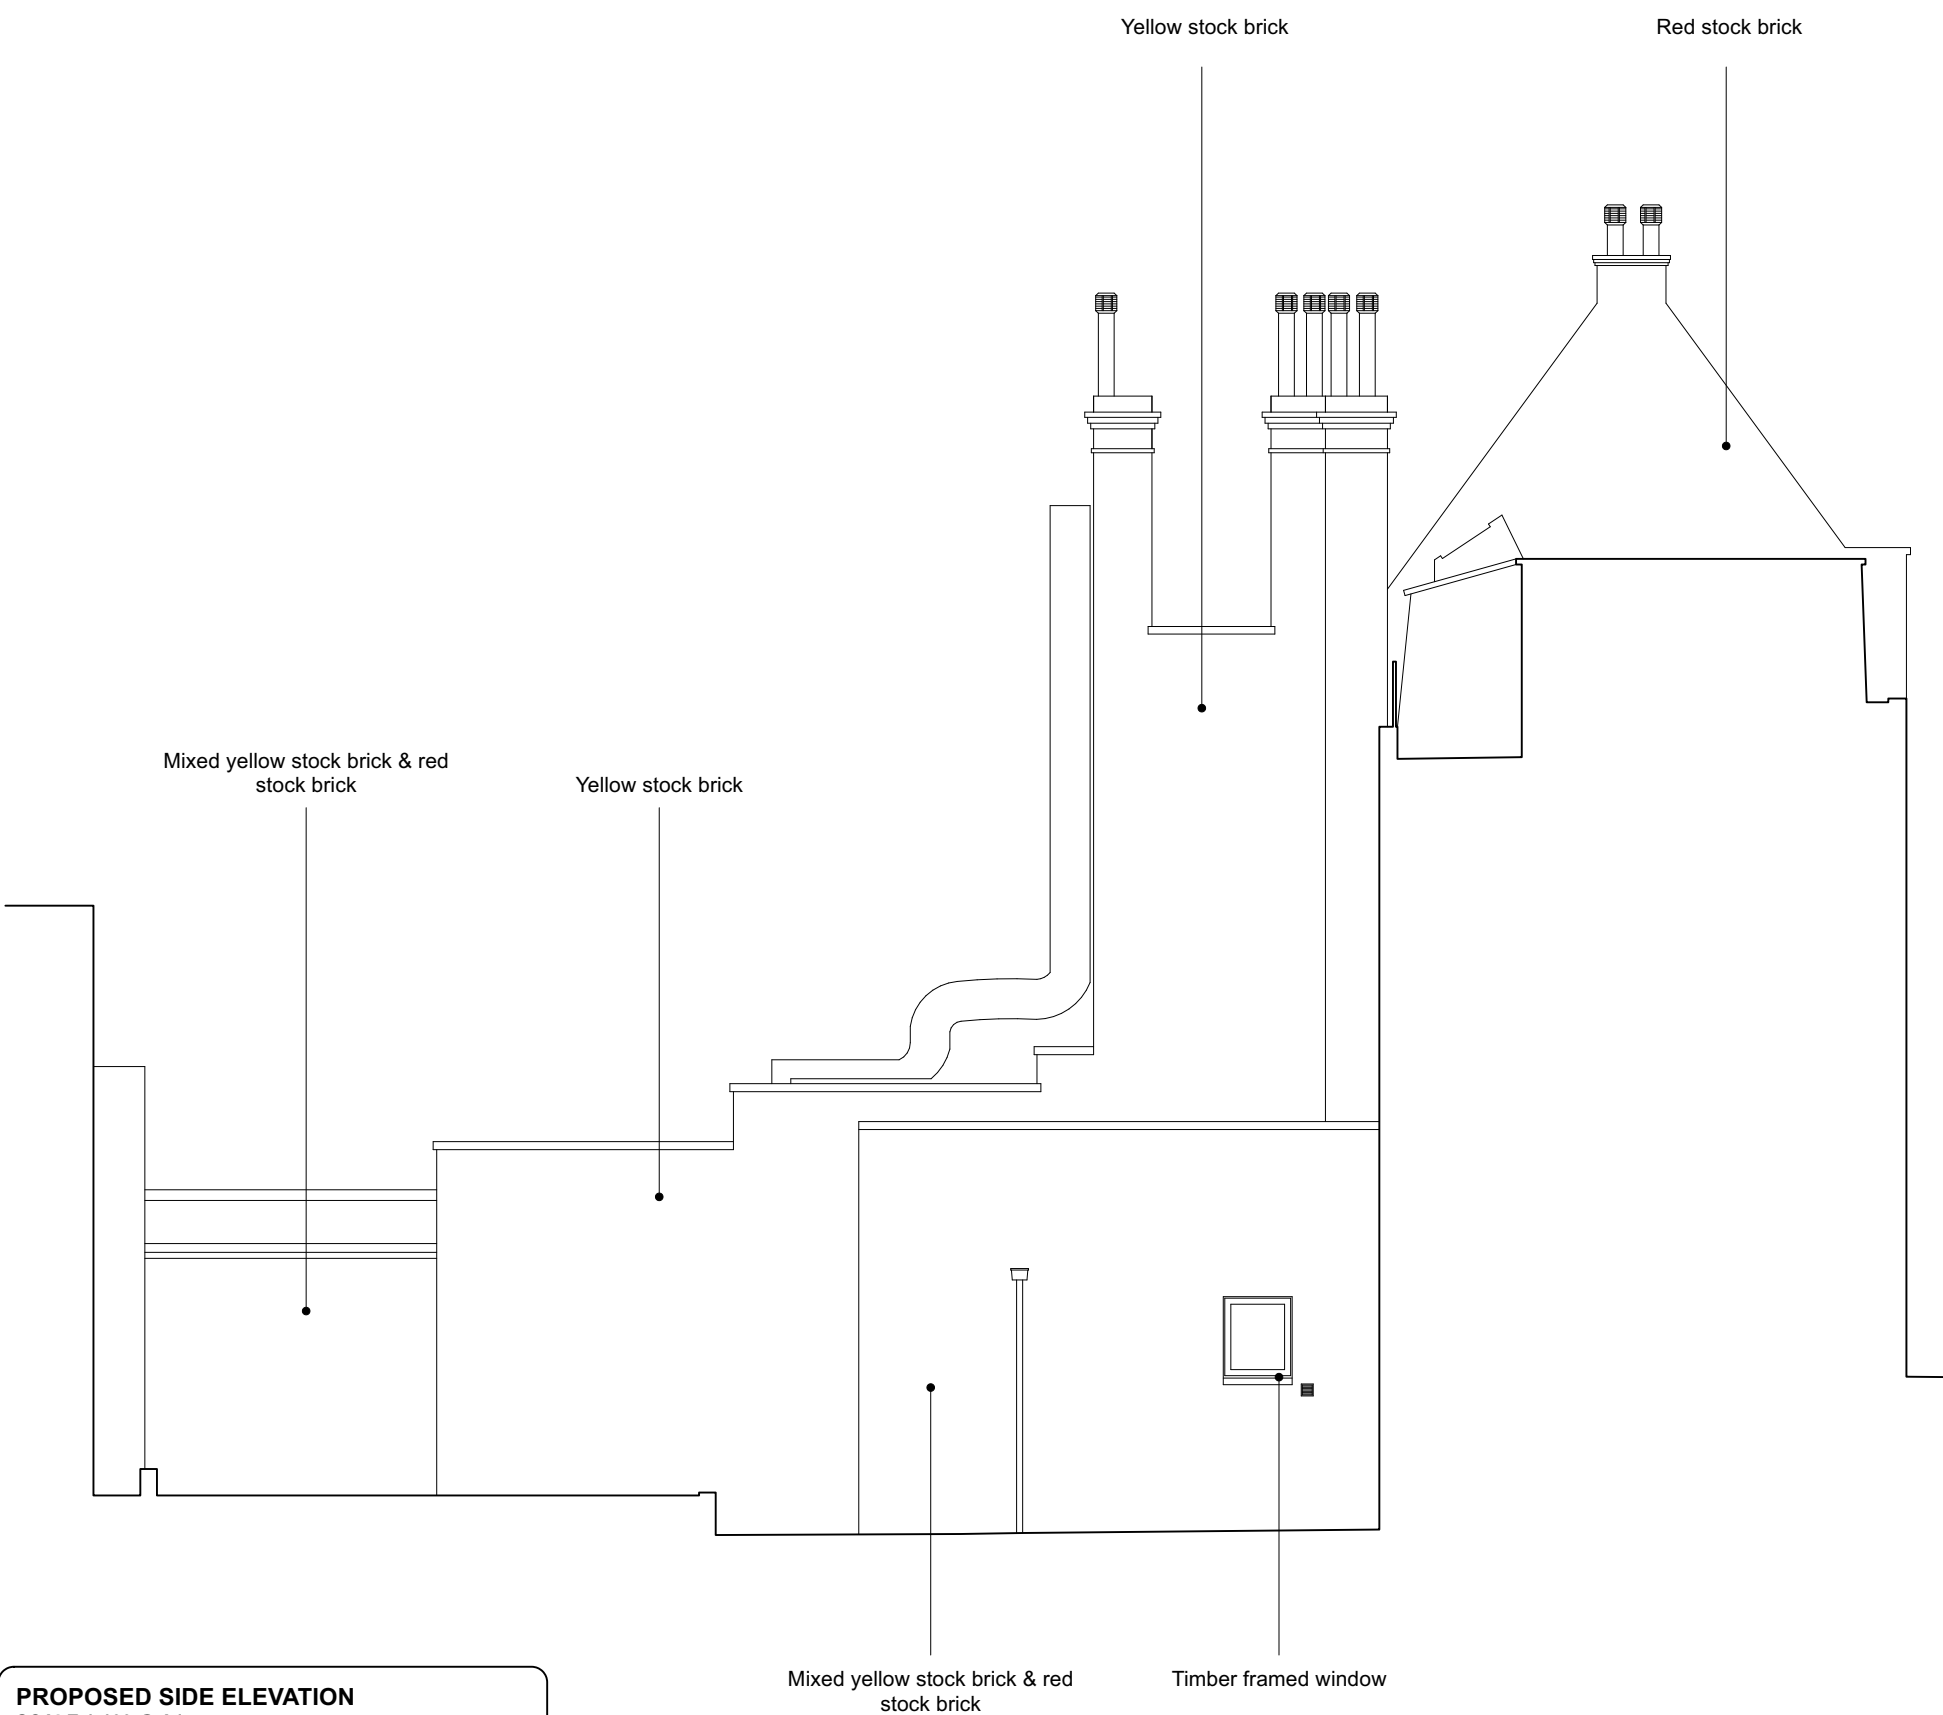 Yellow stock brick
Red stock brick
Mixed yellow stock brick & red
stock brick
Yellow stock brick
Mixed yellow stock brick & red
stock brick
Timber framed window
PROPOSED SIDE ELEVATION